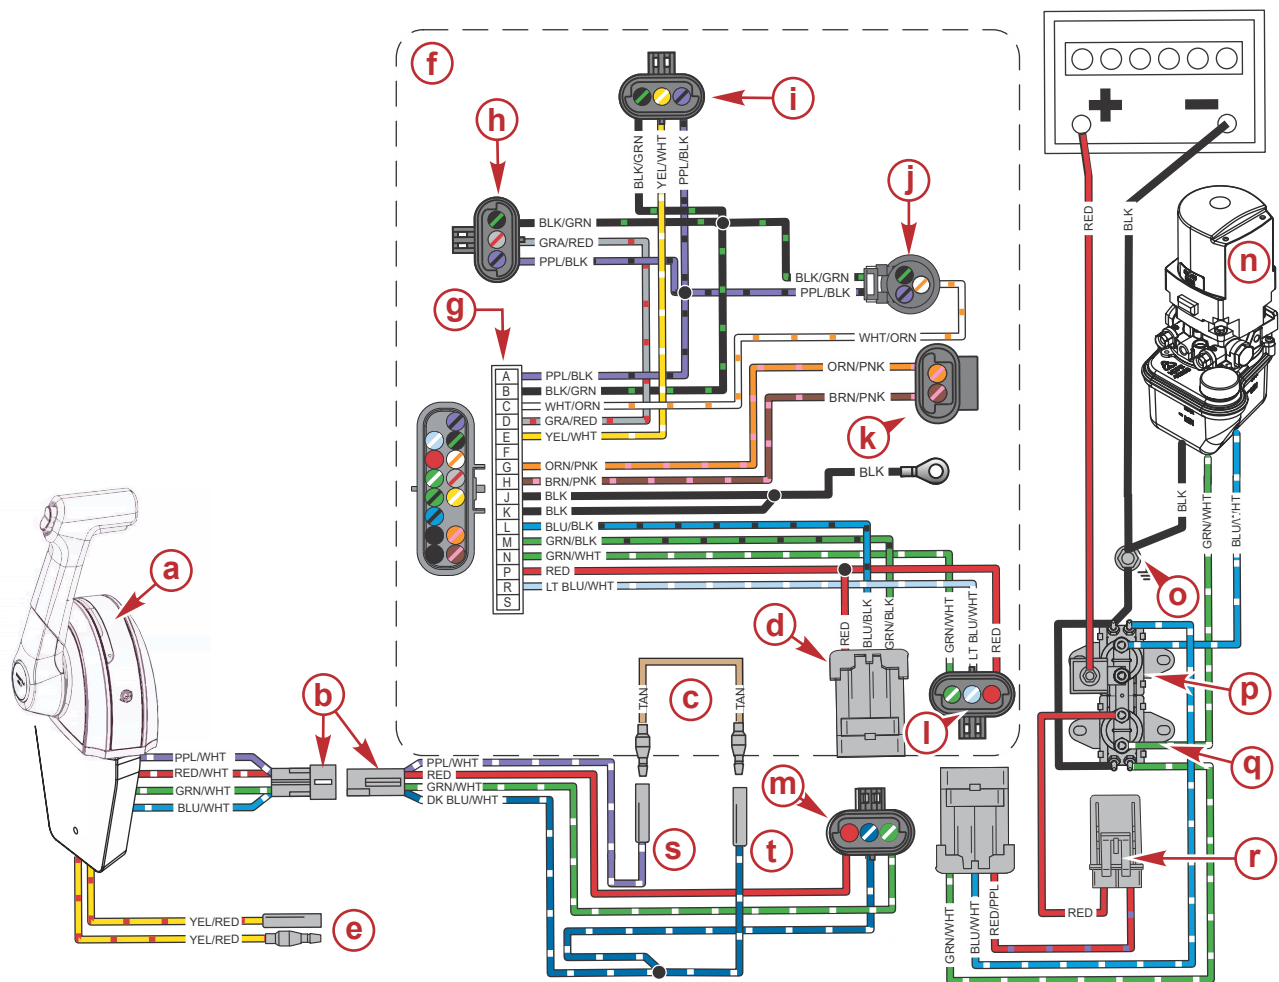 f
i
h
j
g
BLK/GRN
YEL/WHT
PPL/BLK
BLK/GRN
GRA/RED
PPL/BLK
BLK/GRN
PPL/BLK
WHT/ORN
ORN/PNK
BRN/PNK
k
BLK
A PPL/BLK
B BLK/GRN
C WHT/ORN
D GRA/RED
E YEL/WHT
F
G ORN/PNK
H BRN/PNK
J BLK
K BLK
L BLU/BLK
M GRN/BLK
N GRN/WHT
P RED
R LT BLU/WHT
S
RED
BLU/BLK
GRN/BLK
GRN/WHT
LT BLU/WHT
RED
d
l
+
−
RED
BLK
n
BLK
GRN/WHT
o
p
q
r
RED
a
b
PPL/WHT
RED/WHT
GRN/WHT
BLU/WHT
PPL/WHT
RED
GRN/WHT
DK BLU/WHT
TAN
c
TAN
s
t
m
YEL/RED
YEL/RED
e
GRN/WHT
BLU/WHT
RED/PPL